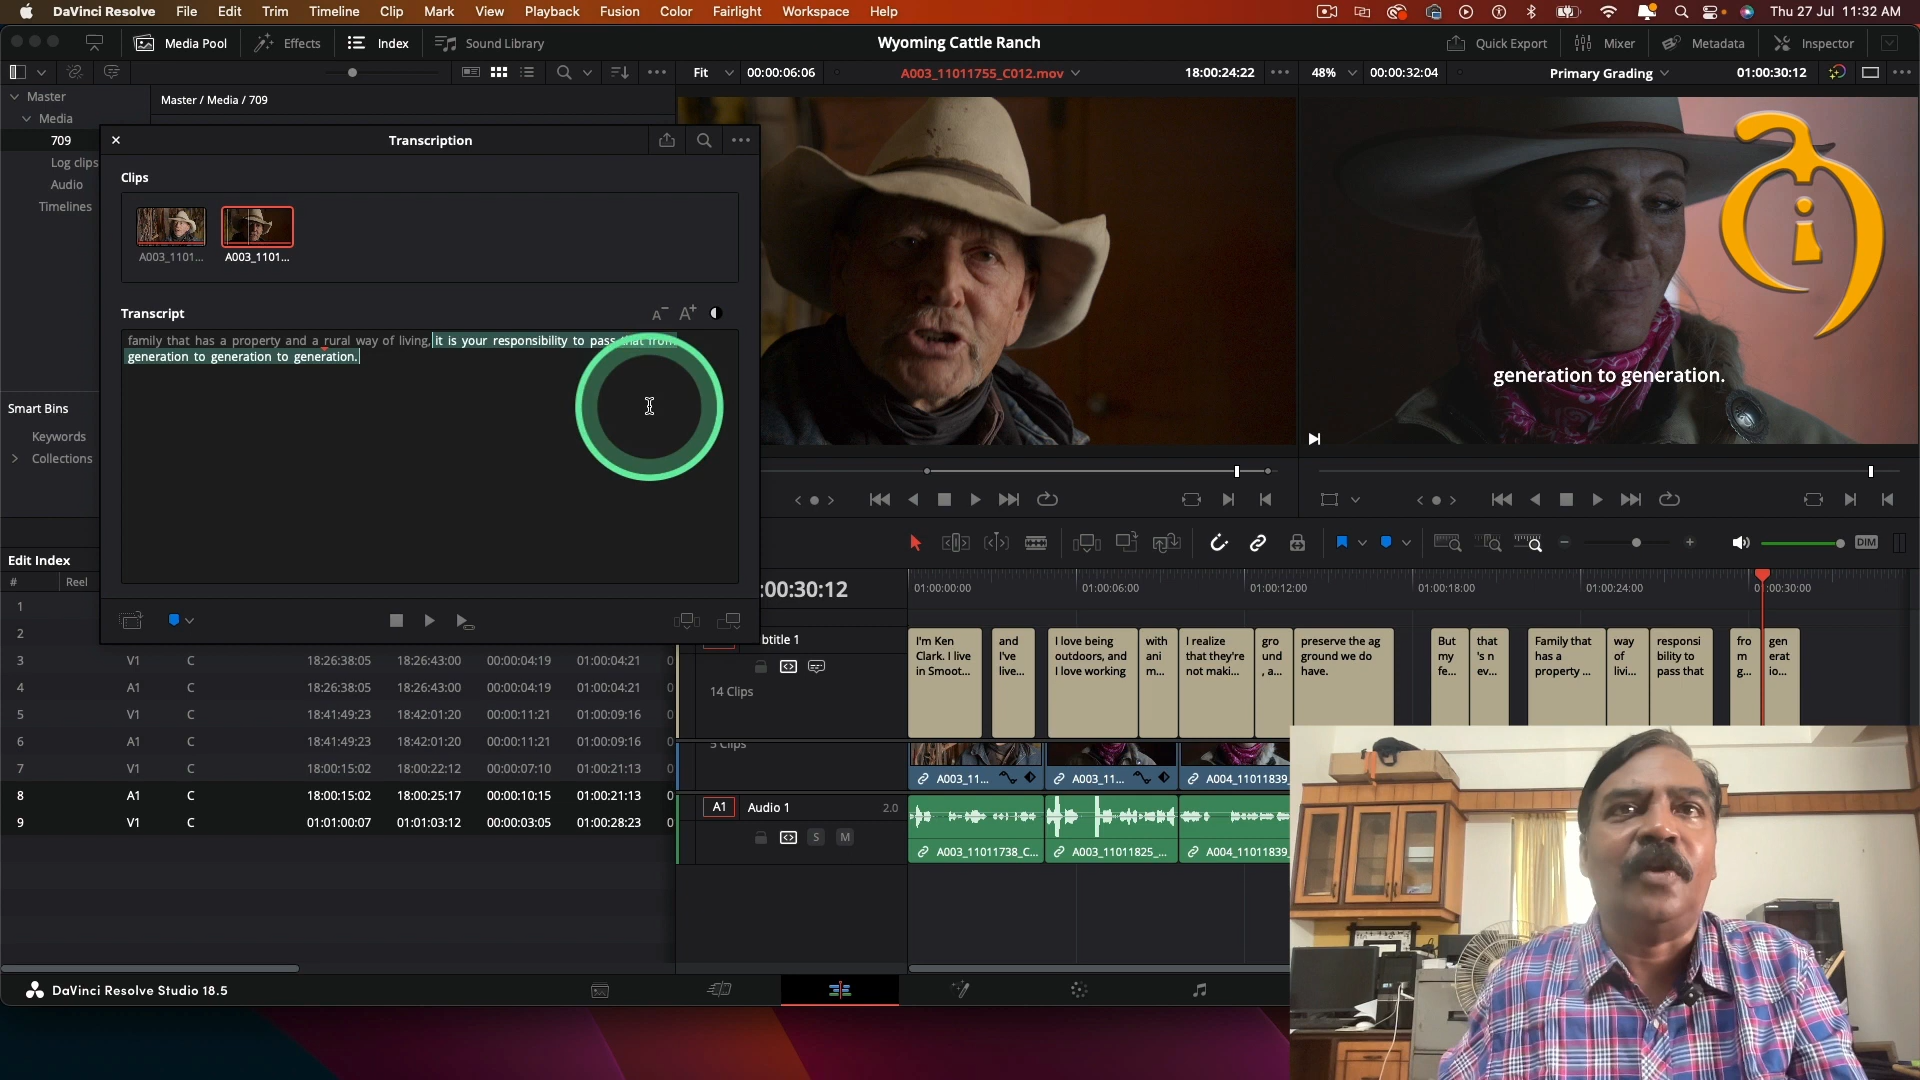 DaVinci Resolve File Edit Trim Timeline Clip Mark View Playback Fusion Color Fairlight Workspace Help Thu 27 Jul 11:32 AM
Media Pool Effects Index Sound Library Wyoming Cattle Ranch Quick Export Mixer Metadata Inspector
Fit 00:00:06:06 A003_11011755_C012.mov 18:00:24:22 48% 00:00:32:04 Primary Grading 01:00:30:12
Master
Master / Media / 709
Media
709
Log clips
Audio
Timelines
Smart Bins
Keywords
Collections
Transcription
Clips
A003_1101...
A003_1101...
Transcript
A- A+
family that has a property and a rural way of living, it is your responsibility to pass that from
generation to generation to generation.
generation to generation.
Edit Index
# Reel
1
2
3 V1 C 18:26:38:05 18:26:43:00 00:00:04:19 01:00:04:21 0
4 A1 C 18:26:38:05 18:26:43:00 00:00:04:19 01:00:04:21 0
5 V1 C 18:41:49:23 18:42:01:20 00:00:11:21 01:00:09:16 0
6 A1 C 18:41:49:23 18:42:01:20 00:00:11:21 01:00:09:16 0
7 V1 C 18:00:15:02 18:00:22:12 00:00:07:10 01:00:21:13 0
8 A1 C 18:00:15:02 18:00:25:17 00:00:10:15 01:00:21:13 0
9 V1 C 01:01:00:07 01:01:03:12 00:00:03:05 01:00:28:23 0
DIM
:00:30:12
01:00:00:00 01:00:06:00 01:00:12:00 01:00:18:00 01:00:24:00 01:00:30:00
btitle 1
14 Clips
I'm Ken
Clark. I live
in Smoot...
and
I've
live...
I love being
outdoors, and
I love working
with
ani
m...
I realize
that they're
not maki...
gro
und
, a...
preserve the ag
ground we do
have.
But
my
fe...
that
's n
ev...
Family that
has a
property ...
way
of
livi...
responsi
bility to
pass that
fro
m
g...
gen
erat
io...
5 Clips
A003_11... A003_11... A004_11011839_
A1 Audio 1 2.0
S M
A003_11011738_C... A003_11011825_... A004_11011839_
DaVinci Resolve Studio 18.5